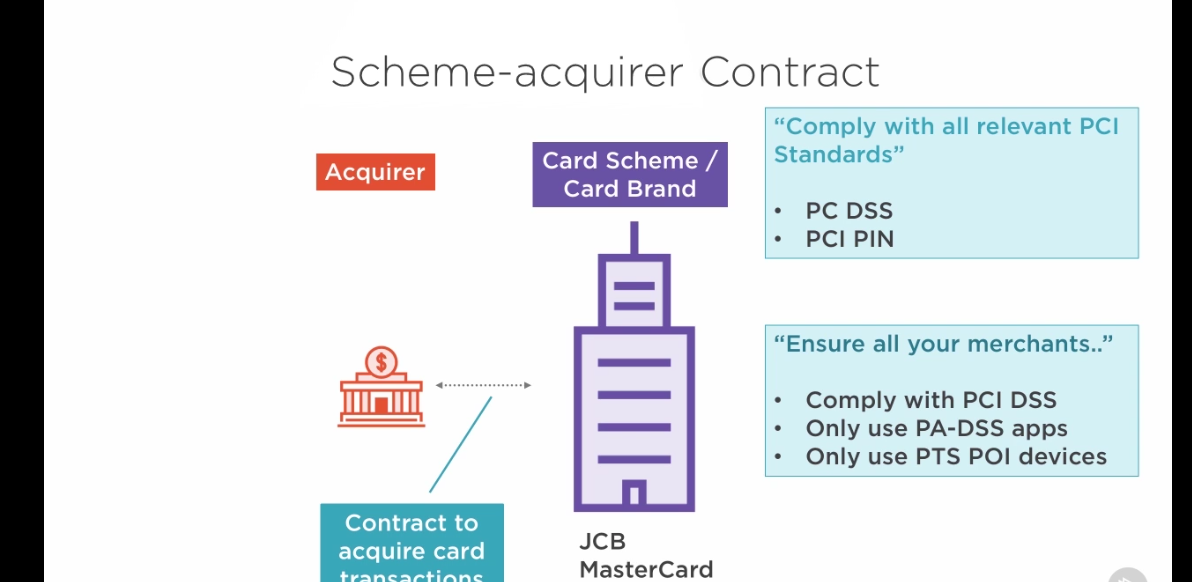 Scheme-acquirer Contract
Acquirer
Card Scheme /
Card Brand
“Comply with all relevant PCI
Standards”
• PC DSS
• PCI PIN
“Ensure all your merchants..”
• Comply with PCI DSS
• Only use PA-DSS apps
• Only use PTS POI devices
$
Contract to
acquire card
transactions
JCB
MasterCard